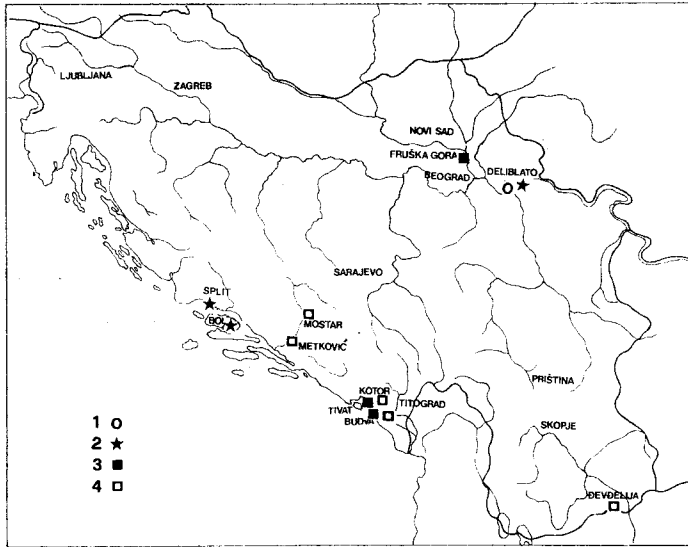 LJUBLJANA
ZAGREB
NOVI SAD
FRUŠKA GORA
BEOGRAD
DELIBLATO
SARAJEVO
SPLIT
BOL
MOSTAR
METKOVIĆ
PRIŠTINA
KOTOR
TITOGRAD
TIVAT
BUDVA
SKOPJE
ĐEVĐELIJA
1
2
3
4